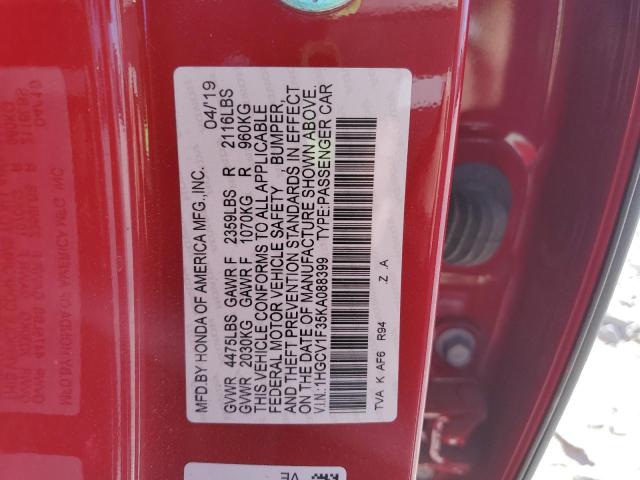 MFD.BY HONDA OF AMERICA MFG.,INC. 04/'19
GVWR 4475LBS GAWR F 2359LBS R 2116LBS
GVWR 2030KG GAWR F 1070KG R 960KG
THIS VEHICLE CONFORMS TO ALL APPLICABLE
FEDERAL MOTOR VEHICLE SAFETY , BUMPER,
AND THEFT PREVENTION STANDARDS IN EFFECT
ON THE DATE OF MANUFACTURE SHOWN ABOVE.
V.I.N.:1HGCV1F35KA088399 TYPE:PASSENGER CAR
TVA K AF6 R94 .Z .A
VE